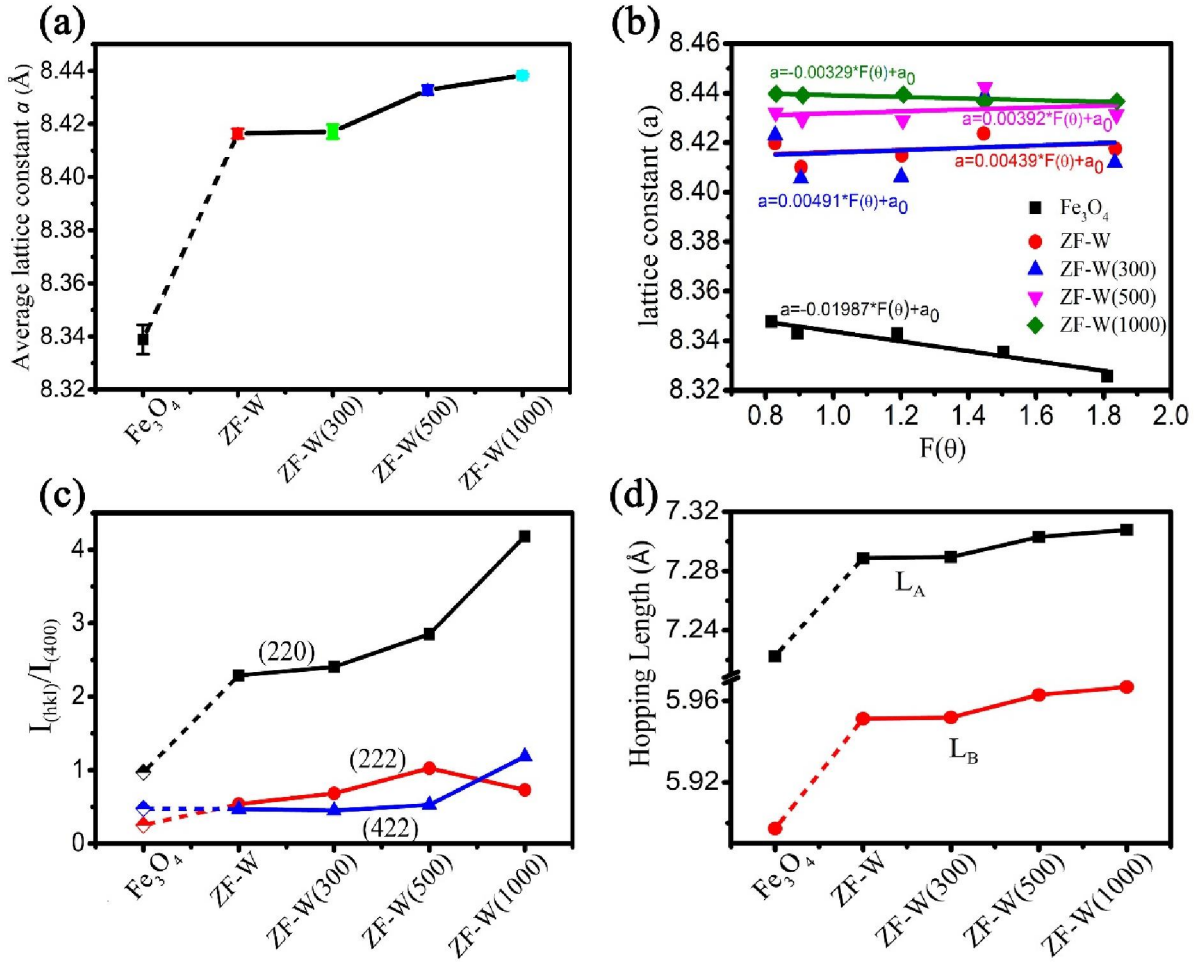 (a)
Average lattice constant a (Å)
8.44
8.42
8.40
8.38
8.36
8.34
8.32
Fe₃O₄
ZF-W
ZF-W(300)
ZF-W(500)
ZF-W(1000)
(b)
lattice constant (a)
8.46
8.44
8.42
8.40
8.38
8.36
8.34
8.32
a=-0.00329*F(θ)+a₀
a=0.00392*F(θ)+a₀
a=0.00439*F(θ)+a₀
a=0.00491*F(θ)+a₀
a=-0.01987*F(θ)+a₀
Fe₃O₄
ZF-W
ZF-W(300)
ZF-W(500)
ZF-W(1000)
0.8 1.0 1.2 1.4 1.6 1.8 2.0
F(θ)
(c)
I(hkl)/I(400)
4
3
2
1
0
(220)
(222)
(422)
Fe₃O₄
ZF-W
ZF-W(300)
ZF-W(500)
ZF-W(1000)
(d)
Hopping Length (Å)
7.32
7.28
7.24
5.96
5.92
L_A
L_B
Fe₃O₄
ZF-W
ZF-W(300)
ZF-W(500)
ZF-W(1000)